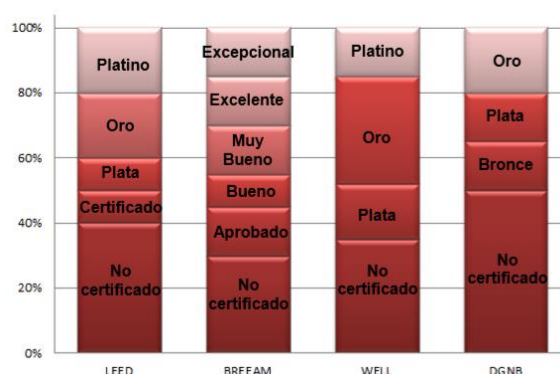 100%
80%
60%
40%
20%
0%
Platino
Oro
Plata
Certificado
No
certificado
Excepcional
Excelente
Muy
Bueno
Bueno
Aprobado
No
certificado
Platino
Oro
Plata
No
certificado
Oro
Plata
Bronce
No
certificado
LEED
BREEAM
WELL
DGNB